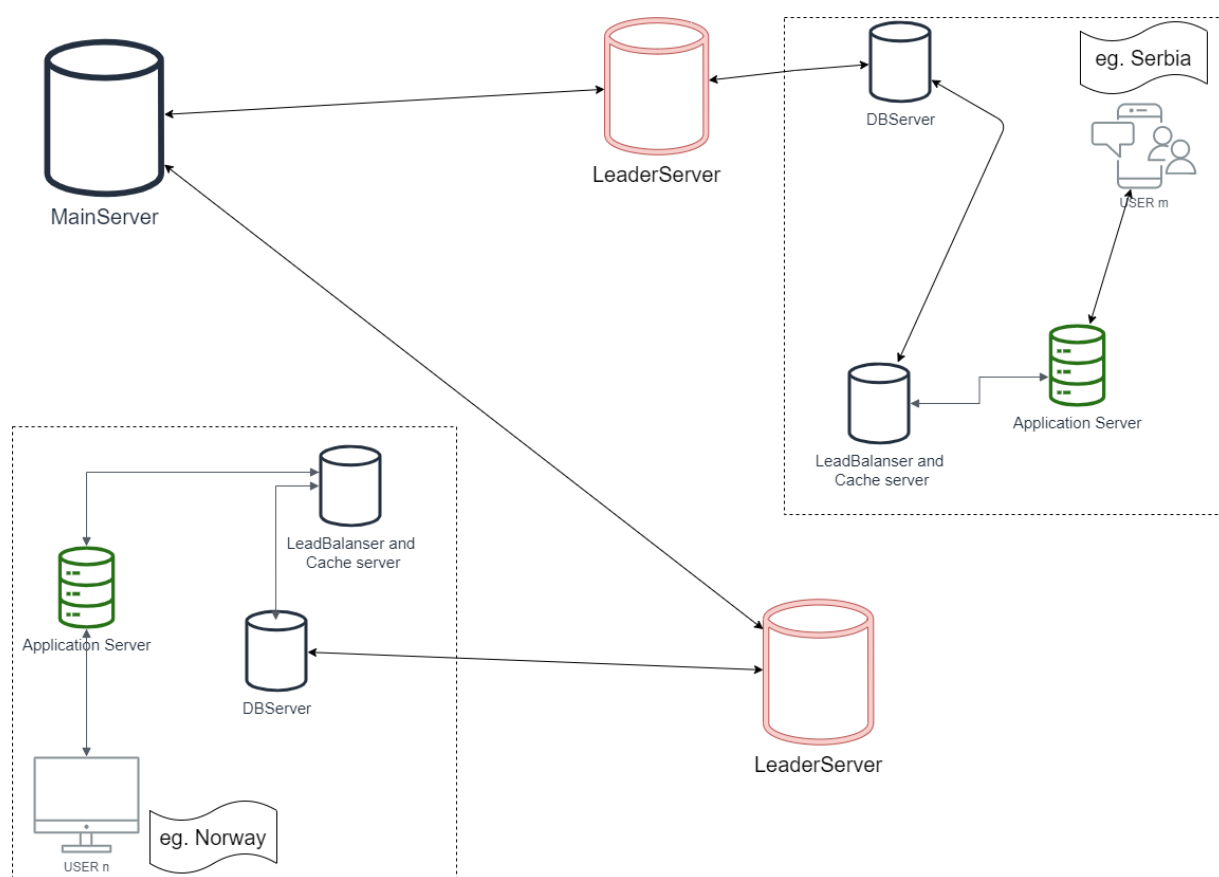 eg. Serbia
DBServer
LeaderServer
USER m
MainServer
Application Server
LeadBalanser and
Cache server
LeadBalanser and
Cache server
Application Server
DBServer
LeaderServer
eg. Norway
USER n